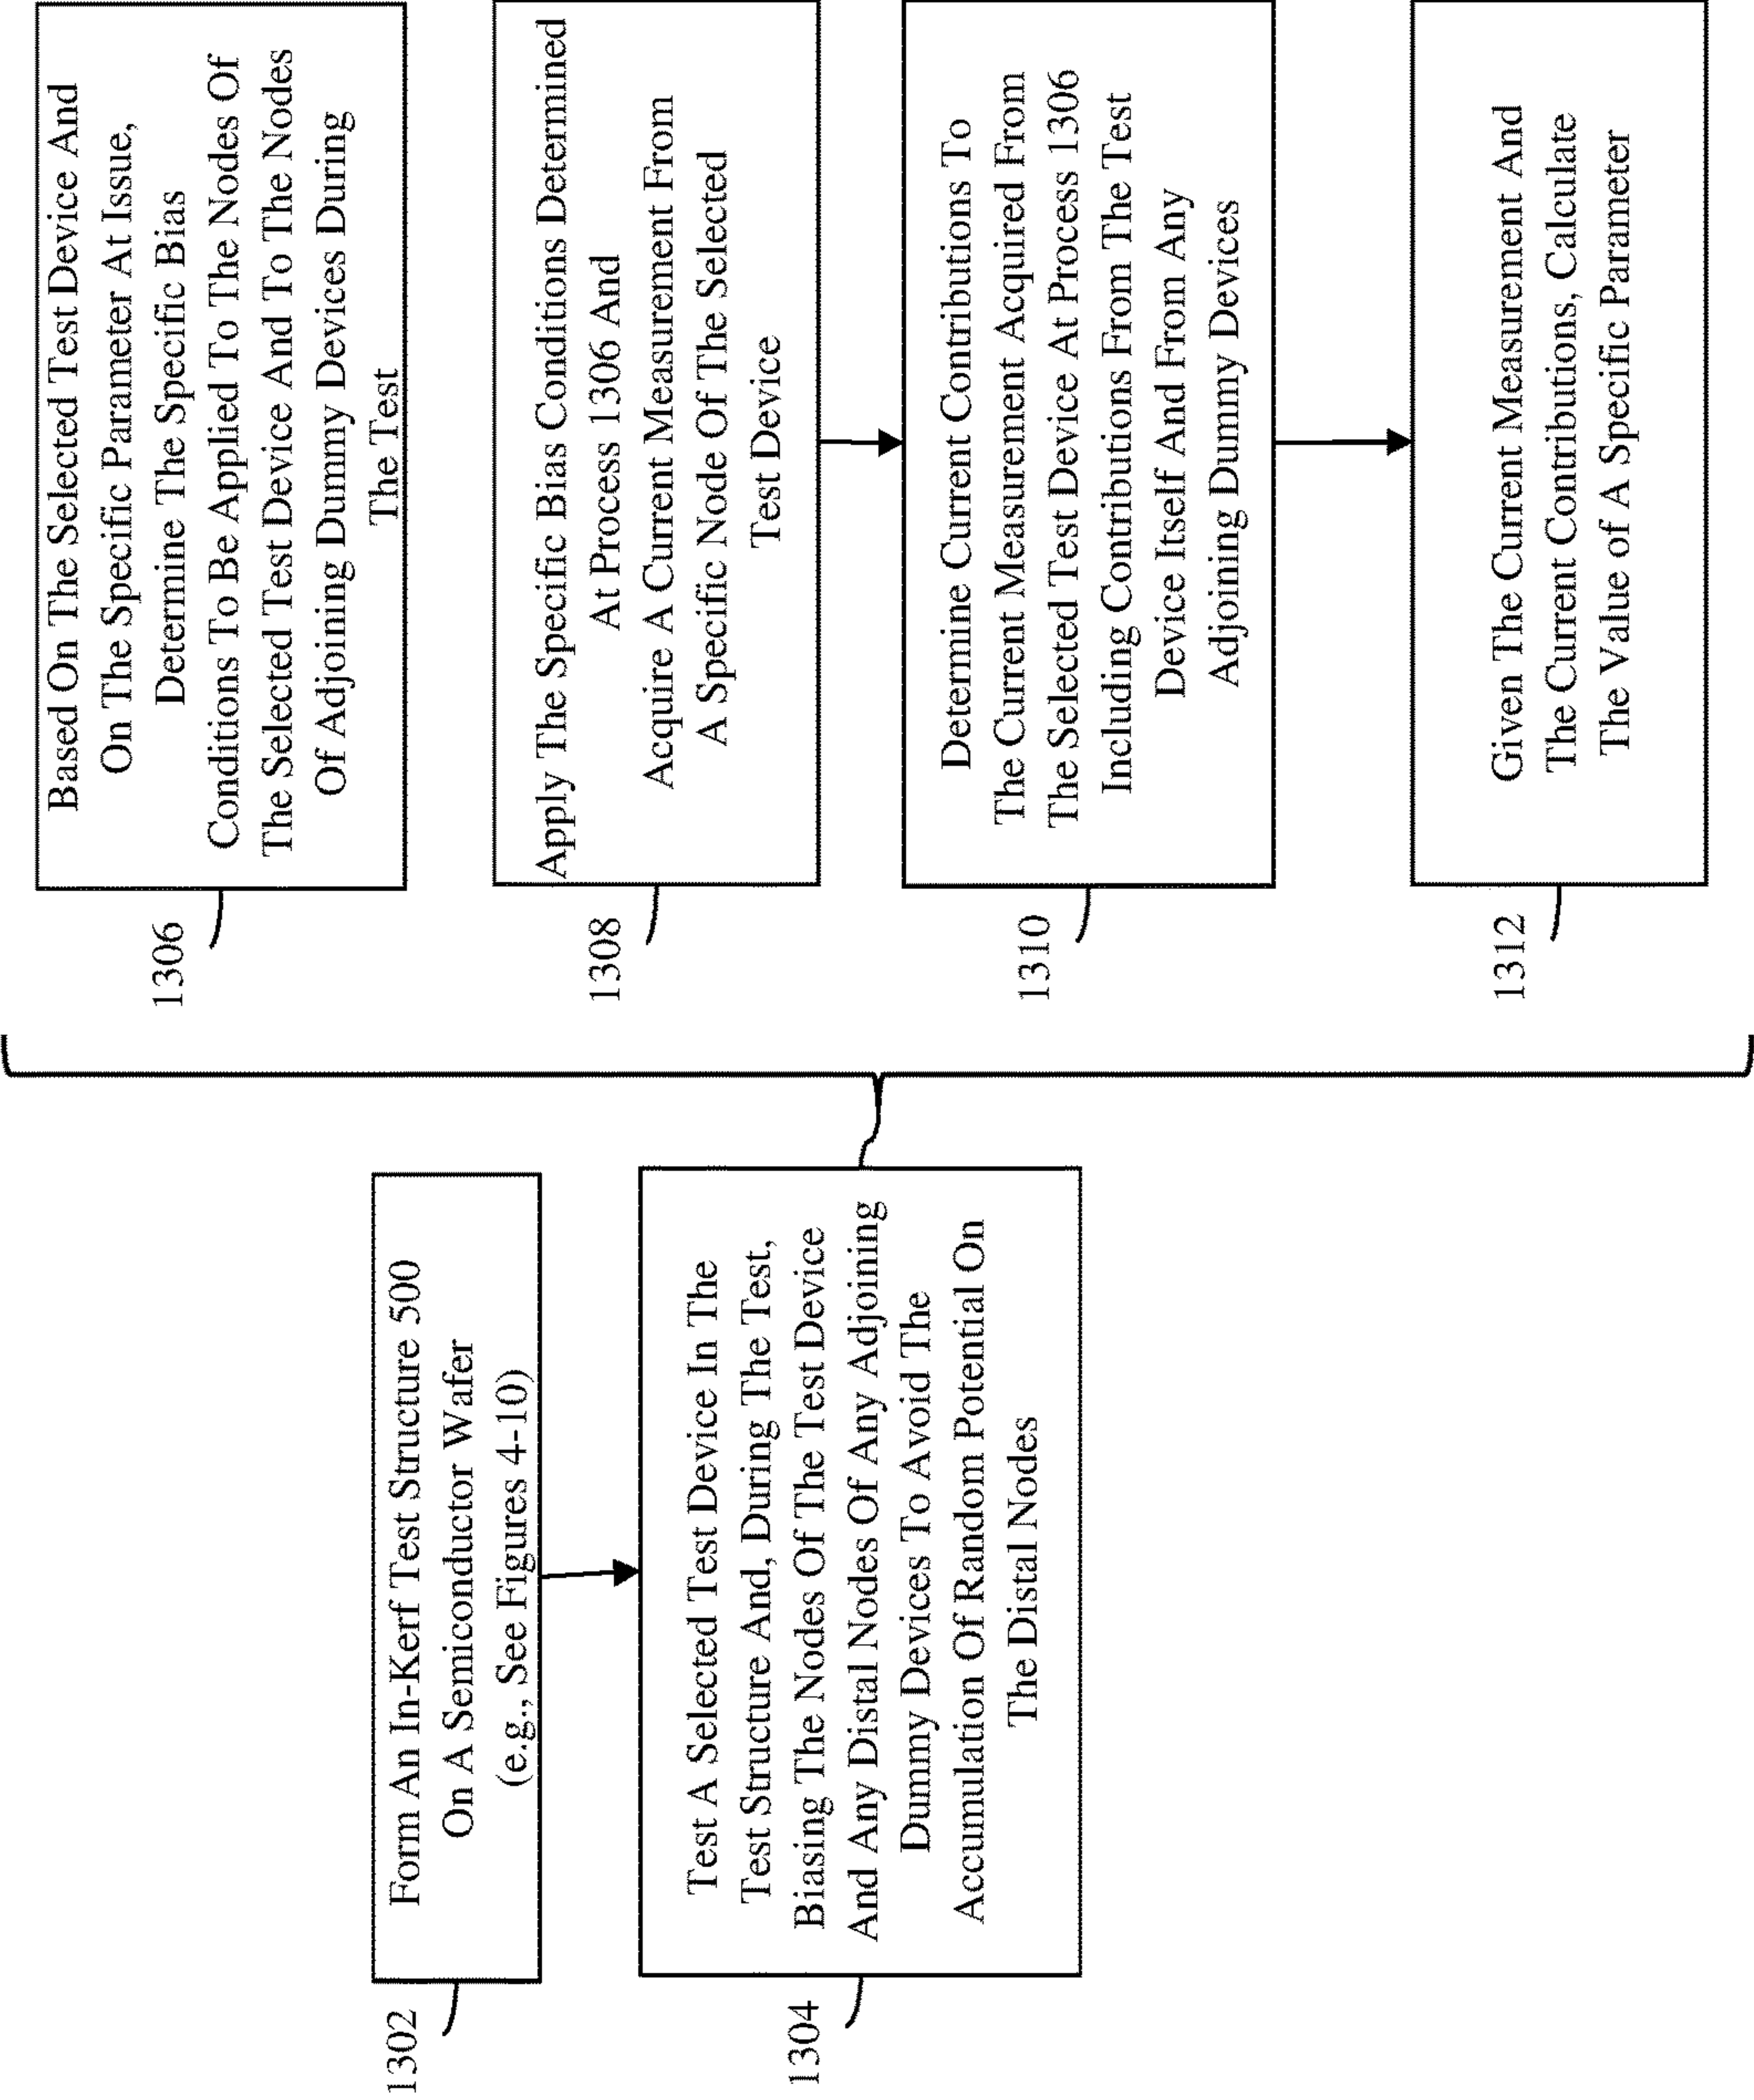 1302
Form An In-Kerf Test Structure 500
On A Semiconductor Wafer
(e.g., See Figures 4-10)
1304
Test A Selected Test Device In The
Test Structure And, During The Test,
Biasing The Nodes Of The Test Device
And Any Distal Nodes Of Any Adjoining
Dummy Devices To Avoid The
Accumulation Of Random Potential On
The Distal Nodes
1306
Based On The Selected Test Device And
On The Specific Parameter At Issue,
Determine The Specific Bias
Conditions To Be Applied To The Nodes Of
The Selected Test Device And To The Nodes
Of Adjoining Dummy Devices During
The Test
1308
Apply The Specific Bias Conditions Determined
At Process 1306 And
Acquire A Current Measurement From
A Specific Node Of The Selected
Test Device
1310
Determine Current Contributions To
The Current Measurement Acquired From
The Selected Test Device At Process 1306
Including Contributions From The Test
Device Itself And From Any
Adjoining Dummy Devices
1312
Given The Current Measurement And
The Current Contributions, Calculate
The Value of A Specific Parameter